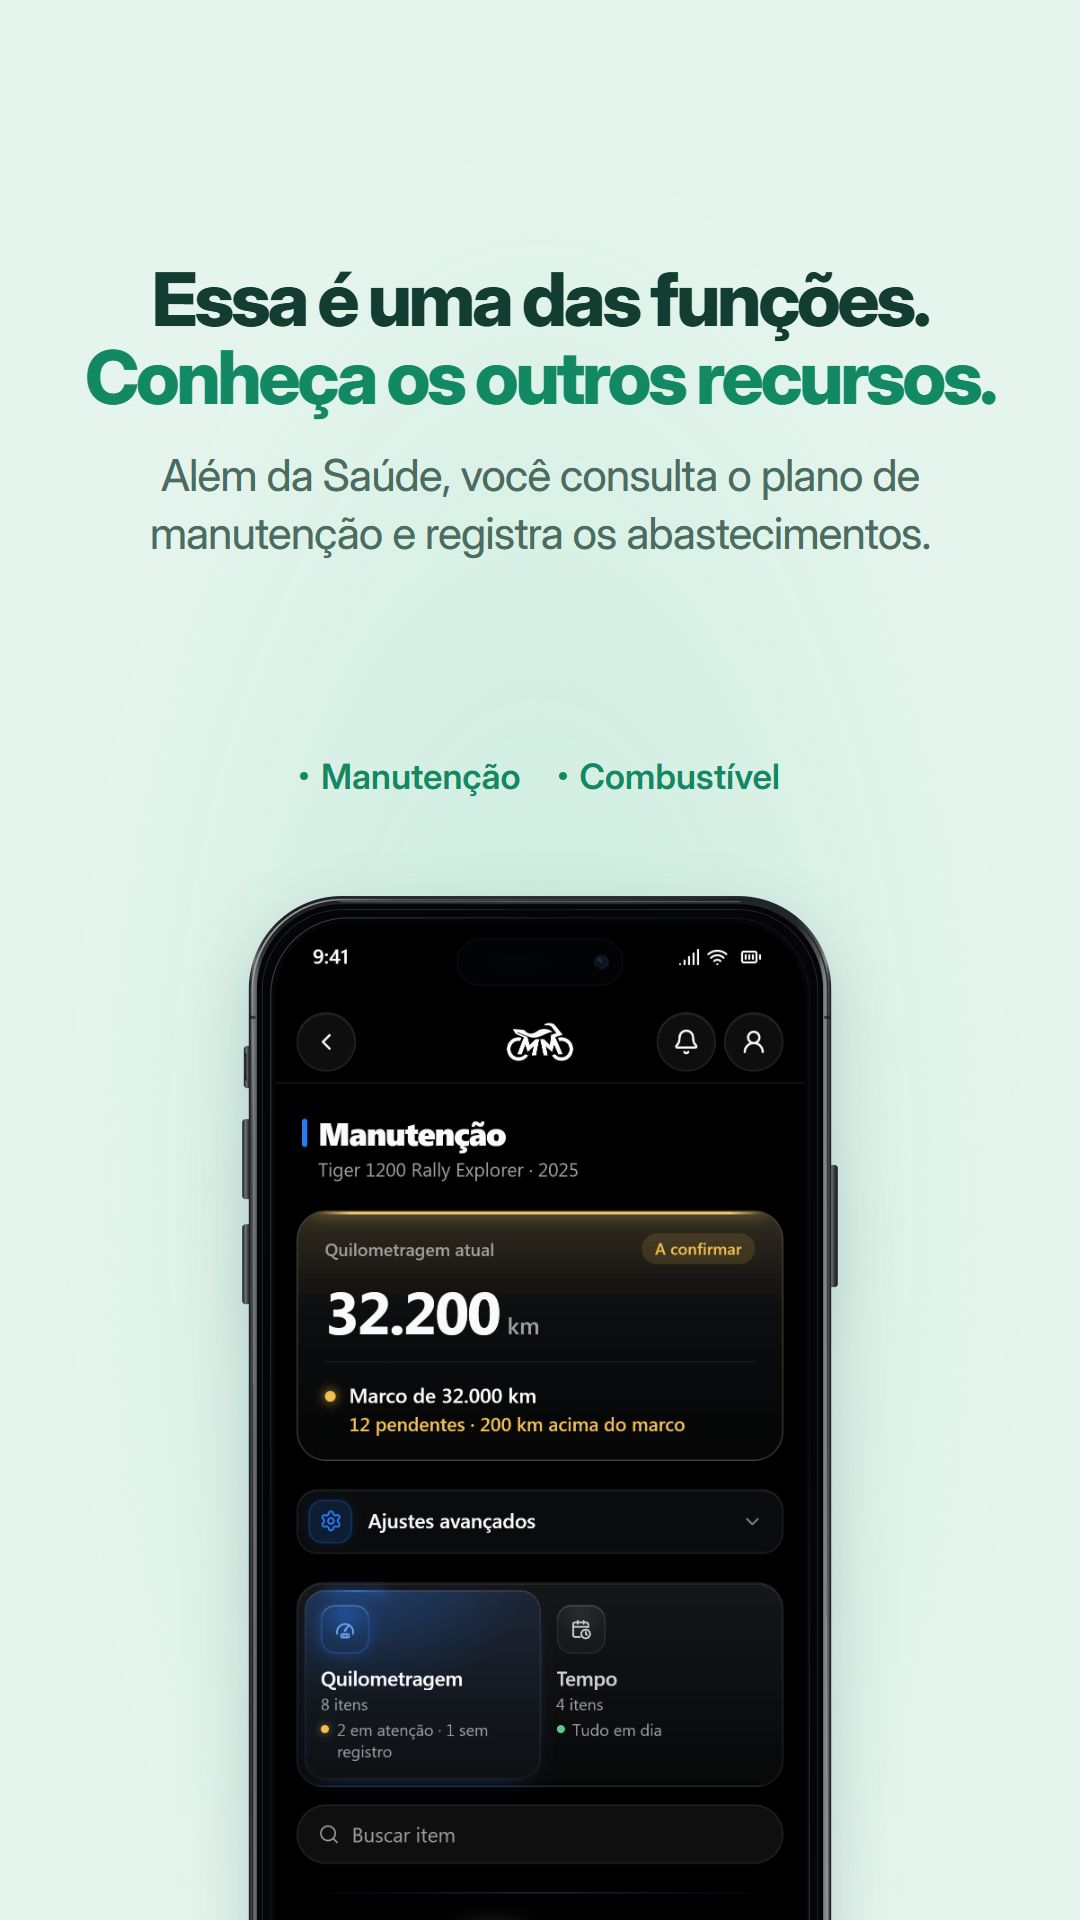 Essa é uma das funções.
Conheça os outros recursos.
Além da Saúde, você consulta o plano de
manutenção e registra os abastecimentos.
• Manutenção • Combustível
9:41
MM
Manutenção
Tiger 1200 Rally Explorer · 2025
Quilometragem atual
A confirmar
32.200 km
Marco de 32.000 km
12 pendentes · 200 km acima do marco
Ajustes avançados
Quilometragem
8 itens
2 em atenção · 1 sem
registro
Tempo
4 itens
Tudo em dia
Buscar item